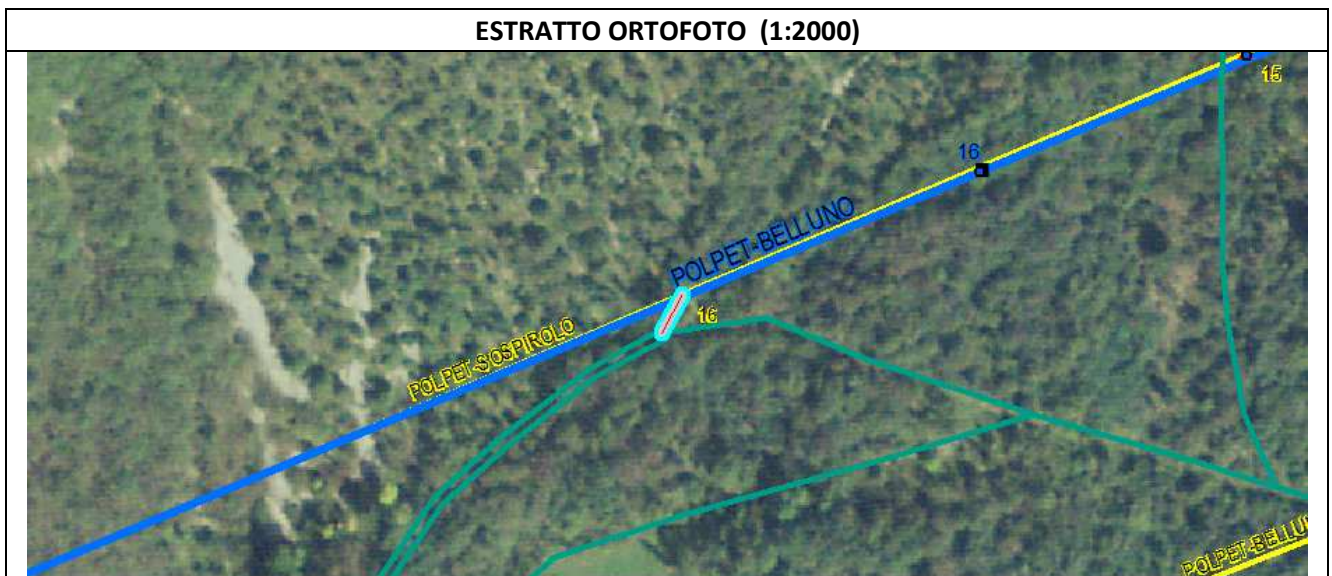 ESTRATTO ORTOFOTO (1:2000)
15
16
POLPET-BELLUNO
16
POLPET-SOSPIROLO
POLPET-BELLU